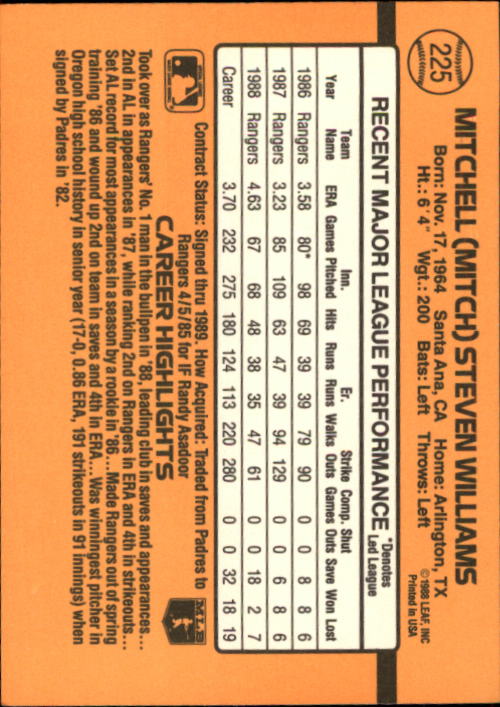 225
MITCHELL (MITCH) STEVEN WILLIAMS
Born: Nov. 17, 1964 Santa Ana, CA Home: Arlington, TX
Ht.: 6'4" Wgt.: 200 Bats: Left Throws: Left
©1988 LEAF, INC
Printed in USA
RECENT MAJOR LEAGUE PERFORMANCE *Denotes Led League
Team Inn. Er. Strike Comp. Shut
Year Name ERA Games Pitched Hits Runs Runs Walks Outs Games Outs Save Won Lost
1986 Rangers 3.58 80* 98 69 39 39 79 90 0 0 8 8 6
1987 Rangers 3.23 85 109 63 47 39 94 129 0 0 6 8 6
1988 Rangers 4.63 67 68 48 38 35 47 61 0 0 18 2 7
Career 3.70 232 275 180 124 113 220 280 0 0 32 18 19
Contract Status: Signed thru 1989. How Acquired: Traded from Padres to
Rangers 4/5/85 for IF Randy Asadoor
MLB
CAREER HIGHLIGHTS
Took over as Rangers' No. 1 man in the bullpen in '88, leading club in saves and appearances...
2nd in AL in appearances in '87, while ranking 2nd on Rangers in ERA and 4th in strikeouts...
Set AL record for most appearances in a season by a rookie in '86... Made Rangers out of spring
training '86 and wound up 2nd on team in saves and 4th in ERA... Was winningest pitcher in
Oregon high school history in senior year (17-0, 0.86 ERA, 191 strikeouts in 91 innings) when
signed by Padres in '82.